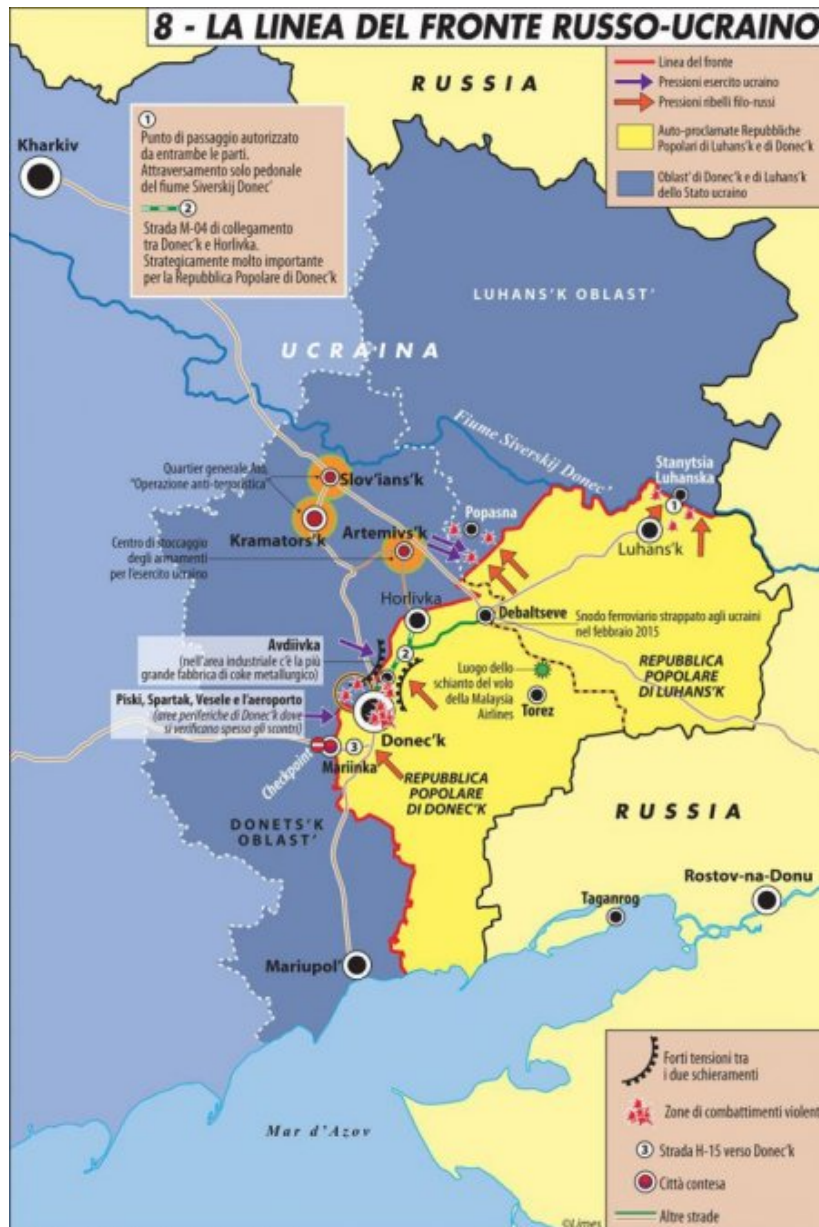 8 - LA LINEA DEL FRONTE RUSSO-UCRAINO
RUSSIA
Linea del fronte
Pressioni esercito ucraino
Pressioni ribelli filo-russi
Auto-proclamate Repubbliche
Popolari di Luhans'k e di Donec'k
Oblast' di Donec'k e di Luhans'k
dello Stato ucraino
Kharkiv
1
Punto di passaggio autorizzato
da entrambe le parti.
Attraversamento solo pedonale
del fiume Siverskij Donec'
2
Strada M-04 di collegamento
tra Donec'k e Horlivka.
Strategicamente molto importante
per la Repubblica Popolare di Donec'k
LUHANS'K OBLAST'
UCRAINA
Fiume Siverskij Donec'
Quartier generale
"Operazione anti-terroristica"
Slov'ians'k
Stanytsia
Luhanska
1
Popasna
Kramators'k
Artemivs'k
Centro di stoccaggio
degli armamenti
per l'esercito ucraino
Luhans'k
Horlivka
Debaltseve
Snodo ferroviario strappato agli ucraini
nel febbraio 2015
Avdiivka
(nell'area industriale c'è la più
grande fabbrica di coke metallurgico)
2
Luogo dello
schianto del volo
della Malaysia
Airlines
REPUBBLICA
POPOLARE
DI LUHANS'K
Piski, Spartak, Vesele e l'aeroporto
(aree periferiche di Donec'k dove
si verificano spesso gli scontri)
Torez
Donec'k
Checkpoint
3
Mariinka
REPUBBLICA
POPOLARE
DI DONEC'K
DONETS'K
OBLAST'
RUSSIA
Rostov-na-Donu
Taganrog
Mariupol'
Mar d'Azov
Forti tensioni tra
i due schieramenti
Zone di combattimenti violent
3 Strada H-15 verso Donec'k
Città contesa
Altre strade
©Limes